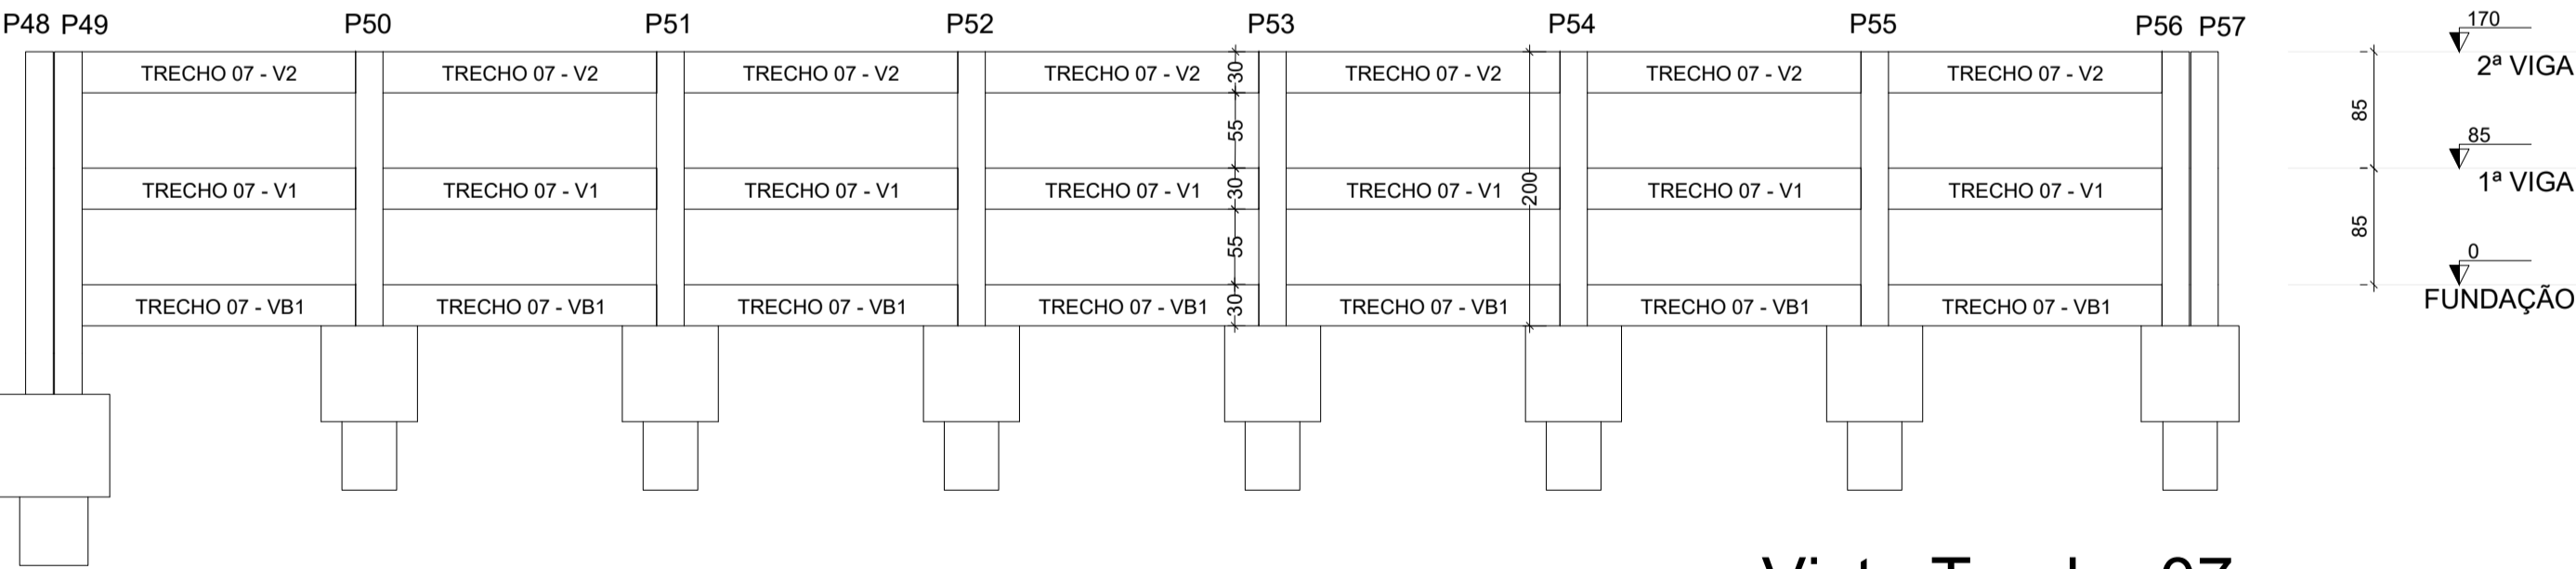 P48 P49 P50 P51 P52 P53 P54 P55 P56 P57
170
2ª VIGA
TRECHO 07 - V2 TRECHO 07 - V2 TRECHO 07 - V2 TRECHO 07 - V2 30 TRECHO 07 - V2 TRECHO 07 - V2 TRECHO 07 - V2
55
85
85
1ª VIGA
TRECHO 07 - V1 TRECHO 07 - V1 TRECHO 07 - V1 TRECHO 07 - V1 30 TRECHO 07 - V1 200 TRECHO 07 - V1 TRECHO 07 - V1
55
85
0
FUNDAÇÃO
TRECHO 07 - VB1 TRECHO 07 - VB1 TRECHO 07 - VB1 TRECHO 07 - VB1 30 TRECHO 07 - VB1 TRECHO 07 - VB1 TRECHO 07 - VB1
Vista Trecho 07